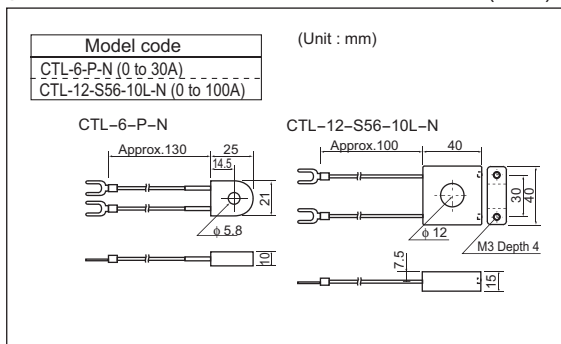 Model code
(Unit : mm)
CTL-6-P-N (0 to 30A)
CTL-12-S56-10L-N (0 to 100A)
CTL-6-P-N
Approx.130
25
14.5
21
ϕ 5.8
10
CTL-12-S56-10L-N
Approx.100
40
30
40
ϕ 12
M3 Depth 4
7.5
15